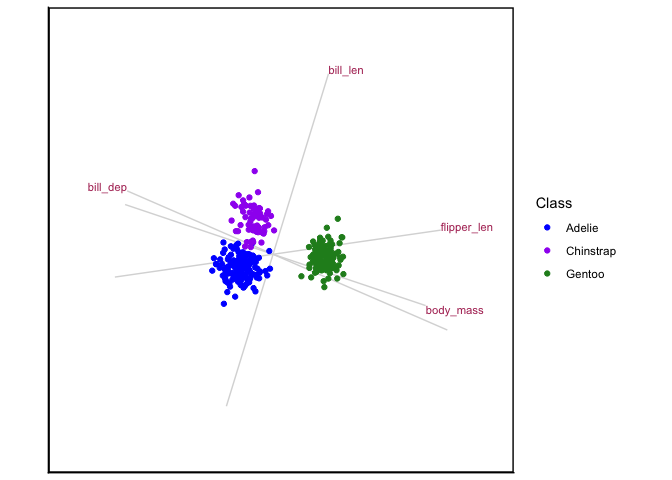 bill_len
bill_dep
flipper_len
body_mass
Class
Adelie
Chinstrap
Gentoo